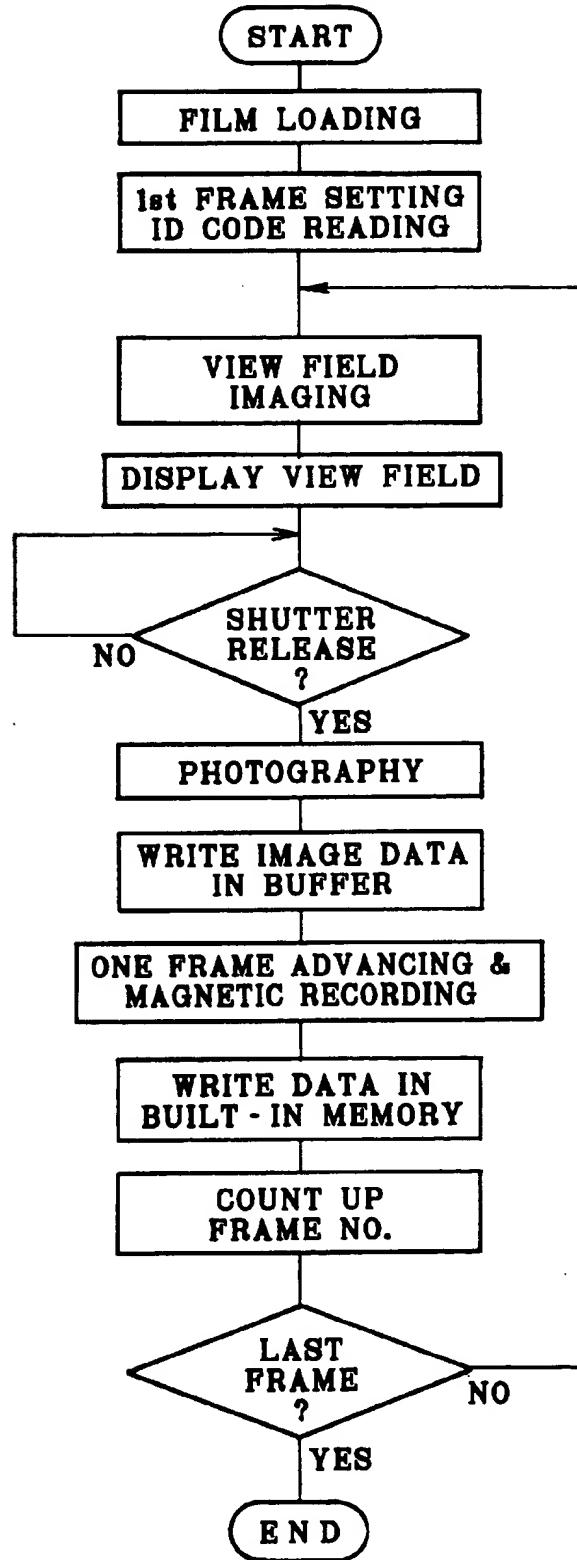 START
FILM LOADING
1st FRAME SETTING
ID CODE READING
VIEW FIELD
IMAGING
DISPLAY VIEW FIELD
SHUTTER
RELEASE
?
NO
YES
PHOTOGRAPHY
WRITE IMAGE DATA
IN BUFFER
ONE FRAME ADVANCING &
MAGNETIC RECORDING
WRITE DATA IN
BUILT-IN MEMORY
COUNT UP
FRAME NO.
LAST
FRAME
?
NO
YES
END